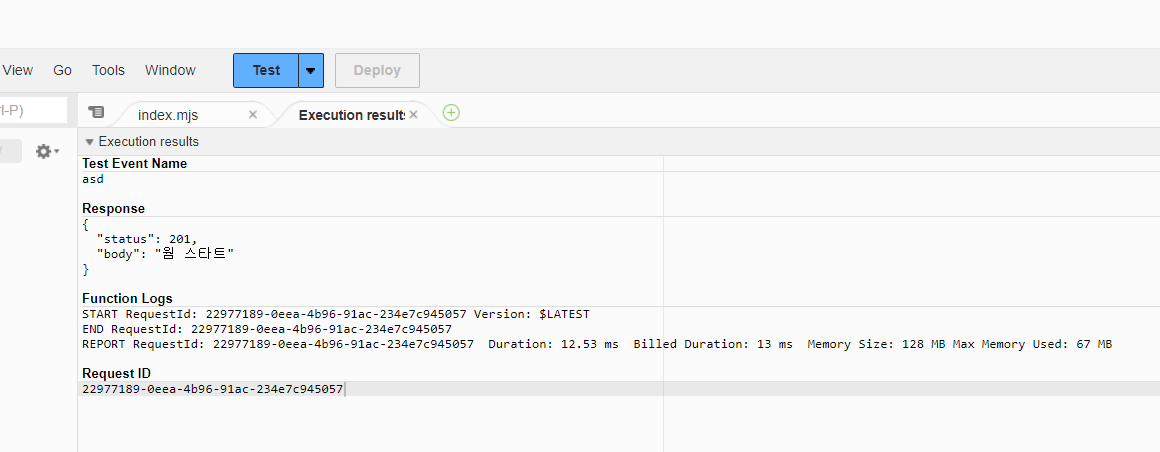 View Go Tools Window Test Deploy
l-P)
index.mjs Execution result
Execution results
Test Event Name
asd
Response
{
"status": 201,
"body": "웜 스타트"
}
Function Logs
START RequestId: 22977189-0eea-4b96-91ac-234e7c945057 Version: $LATEST
END RequestId: 22977189-0eea-4b96-91ac-234e7c945057
REPORT RequestId: 22977189-0eea-4b96-91ac-234e7c945057 Duration: 12.53 ms Billed Duration: 13 ms Memory Size: 128 MB Max Memory Used: 67 MB
Request ID
22977189-0eea-4b96-91ac-234e7c945057